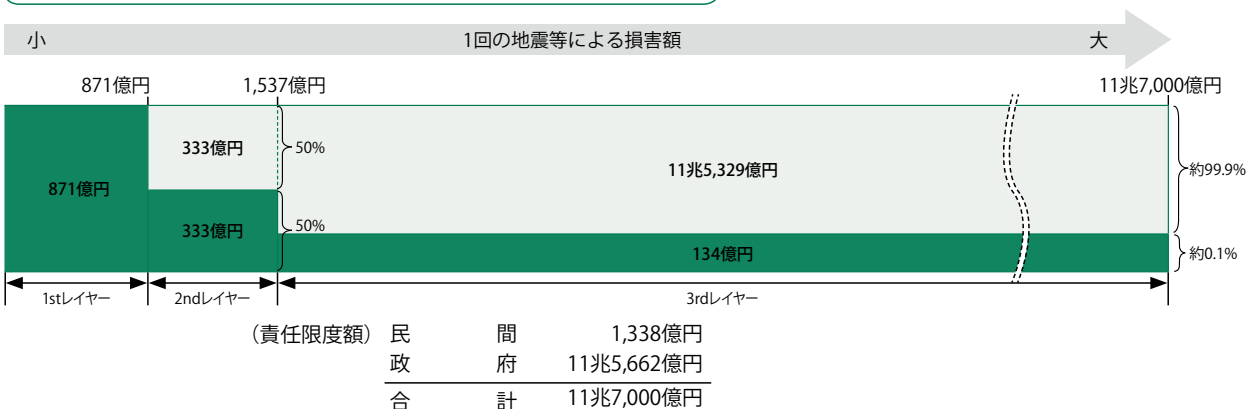 小 1回の地震等による損害額 大
871億円 1,537億円 11兆7,000億円
333億円 50% 11兆5,329億円 約99.9%
871億円
333億円 50%
134億円 約0.1%
1stレイヤー 2ndレイヤー 3rdレイヤー
（責任限度額） 民間 1,338億円
政府 11兆5,662億円
合計 11兆7,000億円